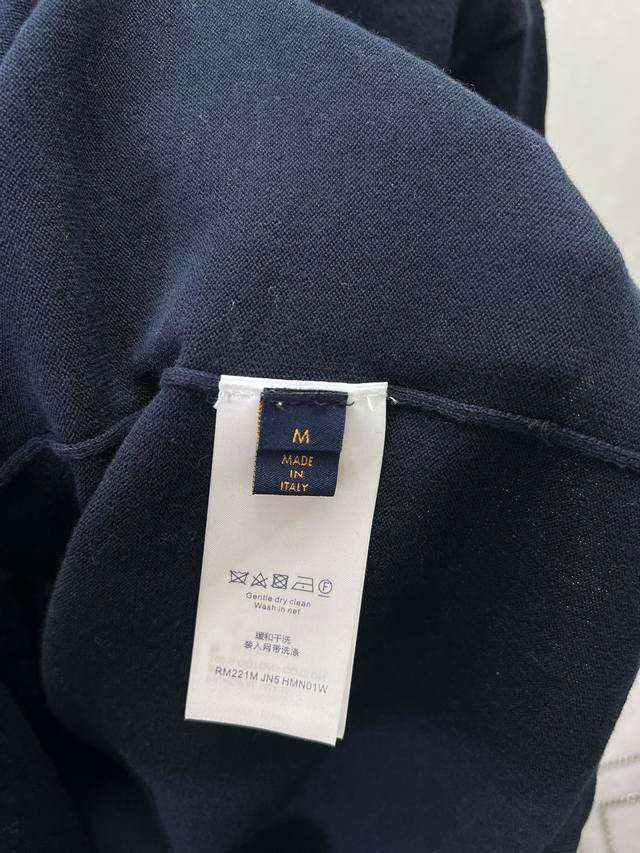 M
MADE
IN
ITALY
F
Gentle dry clean
Wash in net
缓和干洗
装入网带洗涤
RM221M JN5 HMN01W